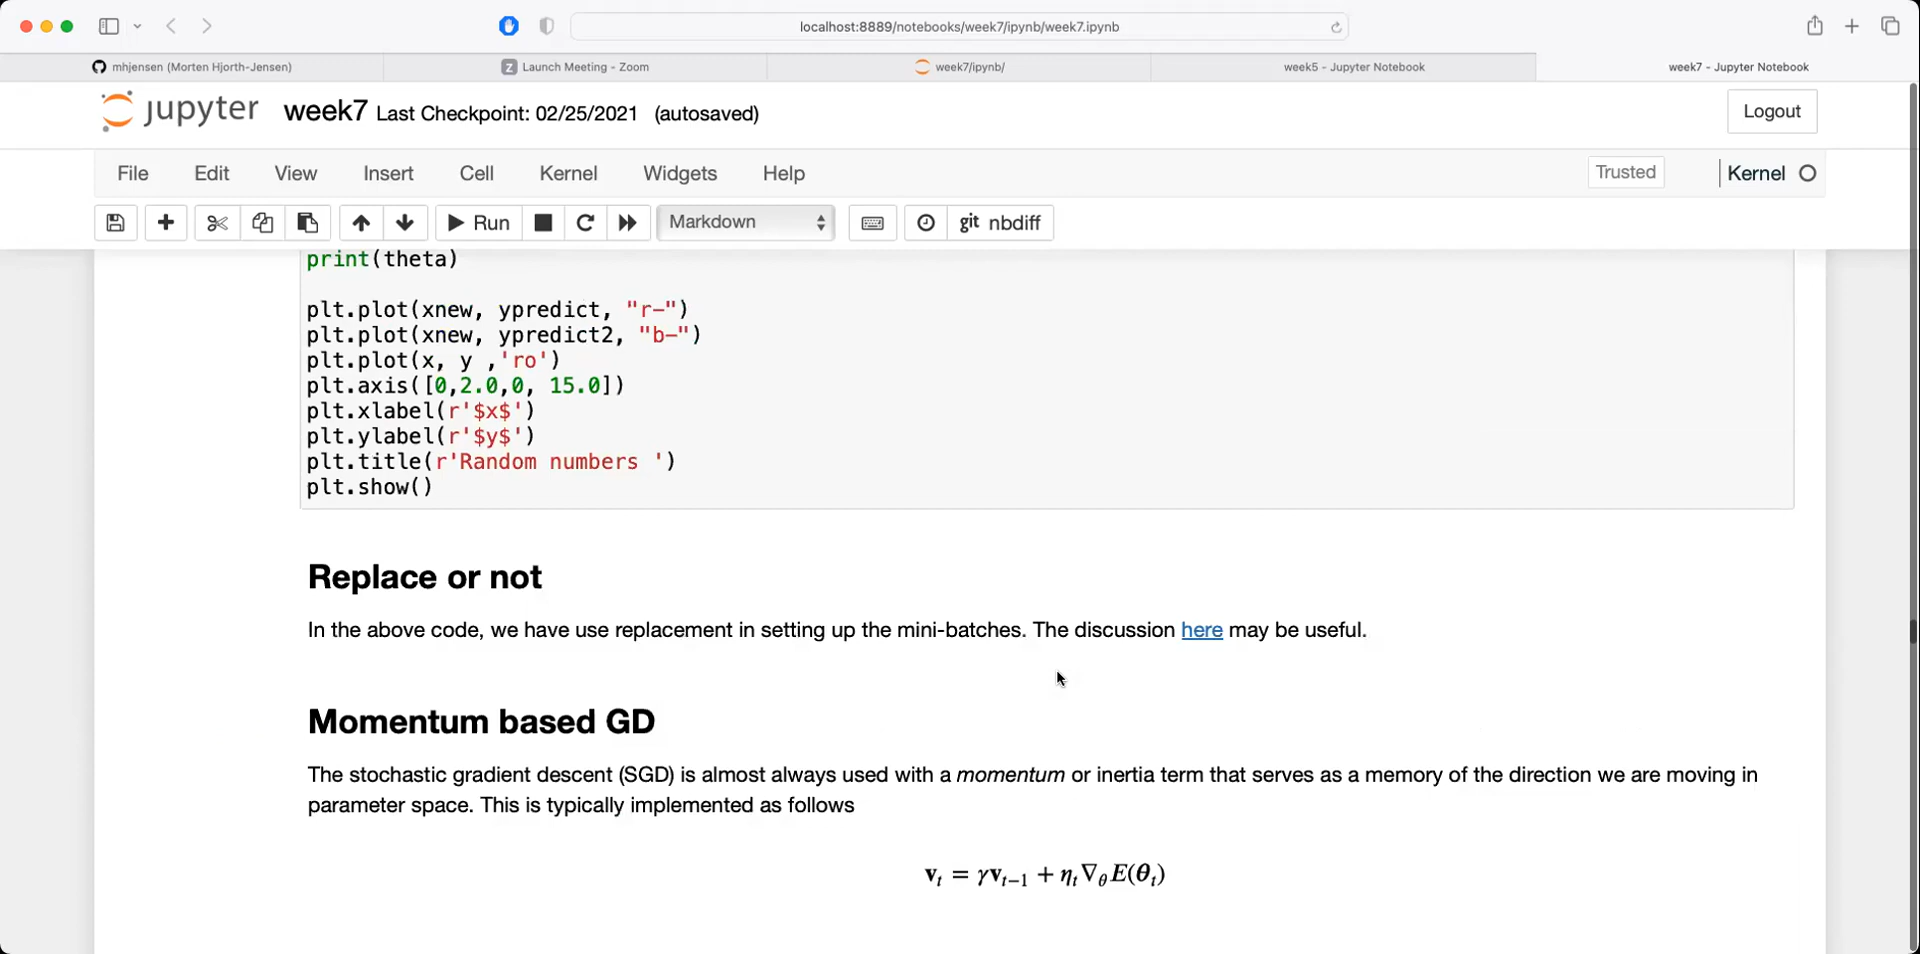 localhost:8889/notebooks/week7/ipynb/week7.ipynb
mhjensen (Morten Hjorth-Jensen)
Z Launch Meeting - Zoom
week7/ipynb/
week5 - Jupyter Notebook
week7 - Jupyter Notebook
jupyter week7 Last Checkpoint: 02/25/2021 (autosaved)
Logout
File Edit View Insert Cell Kernel Widgets Help
Trusted
Kernel
Run
Markdown
git nbdiff
print(theta)
plt.plot(xnew, ypredict, "r-")
plt.plot(xnew, ypredict2, "b-")
plt.plot(x, y ,'ro')
plt.axis([0,2.0,0, 15.0])
plt.xlabel(r'$x$')
plt.ylabel(r'$y$')
plt.title(r'Random numbers ')
plt.show()
Replace or not
In the above code, we have use replacement in setting up the mini-batches. The discussion here may be useful.
Momentum based GD
The stochastic gradient descent (SGD) is almost always used with a momentum or inertia term that serves as a memory of the direction we are moving in
parameter space. This is typically implemented as follows
v_t = γv_{t−1} + η_t∇_θE(θ_t)